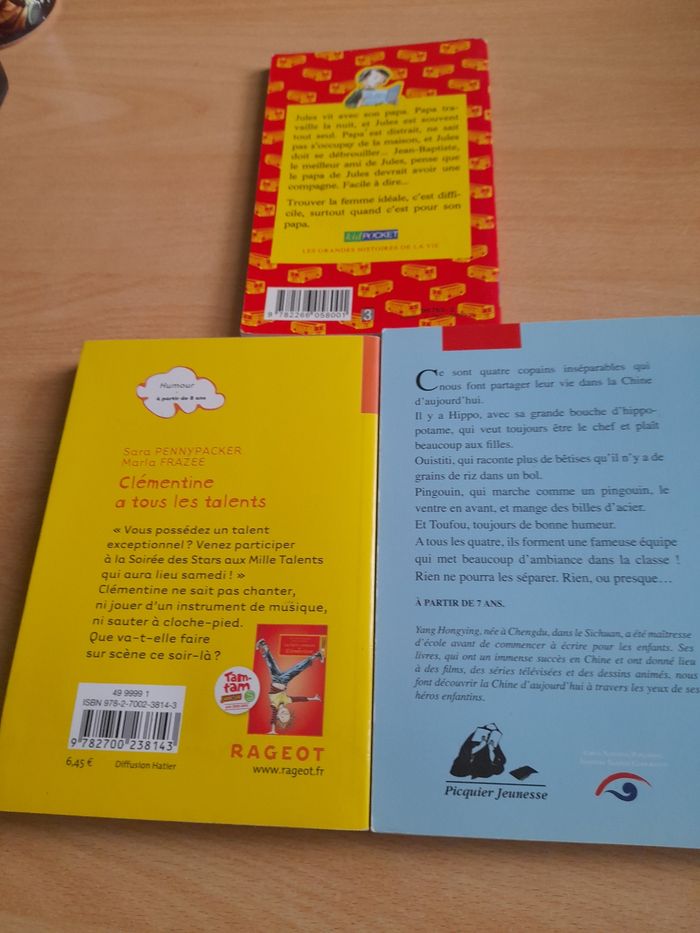 Jules vit avec son papa. Papa tra-
vaille la nuit, et Jules est souvent
tout seul. Papa est distrait, ne sait
pas s'occuper de la maison, et Jules
doit se débrouiller... Jean-Baptiste,
le meilleur ami de Jules, pense que
le papa de Jules devrait avoir une
compagne. Facile à dire...
Trouver la femme idéale, c'est diffi-
cile, surtout quand c'est pour son
papa.
kid POCKET
LES GRANDES HISTOIRES DE LA VIE
9 782266 058001
3
Humour
à partir de 8 ans
Sara PENNYPACKER
Marla FRAZEE
Clémentine
a tous les talents
« Vous possédez un talent
exceptionnel ? Venez participer
à la Soirée des Stars aux Mille Talents
qui aura lieu samedi ! »
Clémentine ne sait pas chanter,
ni jouer d'un instrument de musique,
ni sauter à cloche-pied.
Que va-t-elle faire
sur scène ce soir-là ?
49 9999 1
ISBN 978-2-7002-3814-3
9 782700 238143
6,45 € Diffusion Hatier
Tam-
tam
RAGEOT
www.rageot.fr
Ce sont quatre copains inséparables qui
nous font partager leur vie dans la Chine
d'aujourd'hui.
Il y a Hippo, avec sa grande bouche d'hippo-
potame, qui veut toujours être le chef et plaît
beaucoup aux filles.
Ouistiti, qui raconte plus de bêtises qu'il n'y a de
grains de riz dans un bol.
Pingouin, qui marche comme un pingouin, le
ventre en avant, et mange des billes d'acier.
Et Toufou, toujours de bonne humeur.
A tous les quatre, ils forment une fameuse équipe
qui met beaucoup d'ambiance dans la classe !
Rien ne pourra les séparer. Rien, ou presque…
À PARTIR DE 7 ANS.
Yang Hongying, née à Chengdu, dans le Sichuan, a été maîtresse
d'école avant de commencer à écrire pour les enfants. Ses
livres, qui ont un immense succès en Chine et ont donné lieu
à des films, des séries télévisées et des dessins animés, nous
font découvrir la Chine d'aujourd'hui à travers les yeux de ses
héros enfantins.
Picquier Jeunesse